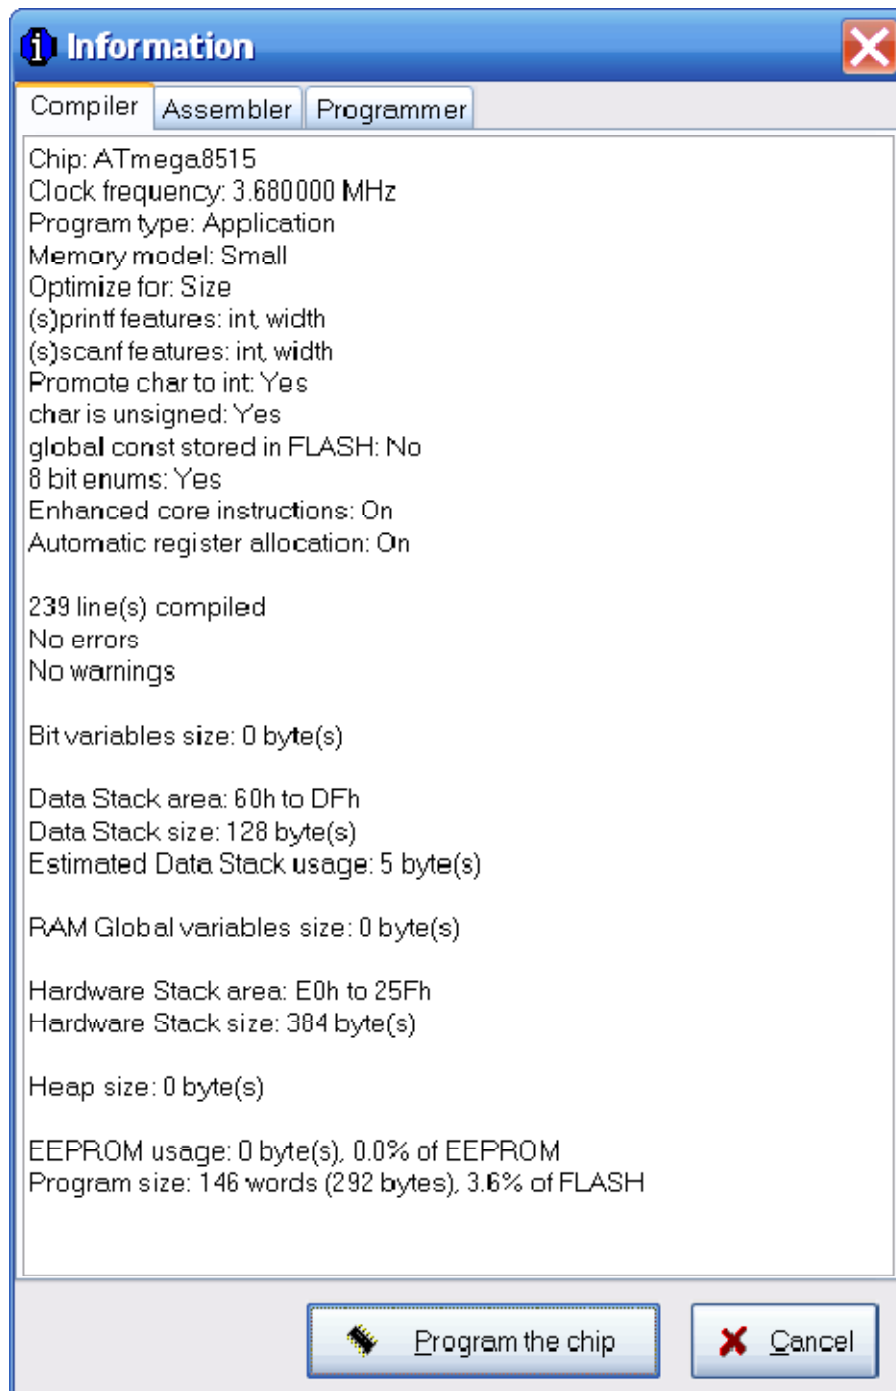 Information
Compiler Assembler Programmer
Chip: ATmega8515
Clock frequency: 3.680000 MHz
Program type: Application
Memory model: Small
Optimize for: Size
(s)printf features: int, width
(s)scanf features: int, width
Promote char to int: Yes
char is unsigned: Yes
global const stored in FLASH: No
8 bit enums: Yes
Enhanced core instructions: On
Automatic register allocation: On
239 line(s) compiled
No errors
No warnings
Bit variables size: 0 byte(s)
Data Stack area: 60h to DFh
Data Stack size: 128 byte(s)
Estimated Data Stack usage: 5 byte(s)
RAM Global variables size: 0 byte(s)
Hardware Stack area: E0h to 25Fh
Hardware Stack size: 384 byte(s)
Heap size: 0 byte(s)
EEPROM usage: 0 byte(s), 0.0% of EEPROM
Program size: 146 words (292 bytes), 3.6% of FLASH
Program the chip Cancel